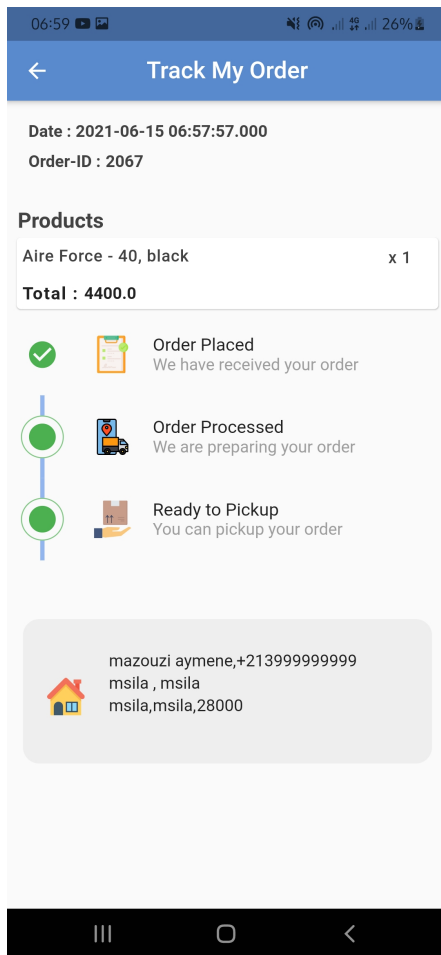 06:59 4G 26%
Track My Order
Date : 2021-06-15 06:57:57.000
Order-ID : 2067
Products
Aire Force - 40, black x 1
Total : 4400.0
Order Placed
We have received your order
Order Processed
We are preparing your order
Ready to Pickup
You can pickup your order
mazouzi aymene,+213999999999
msila , msila
msila,msila,28000